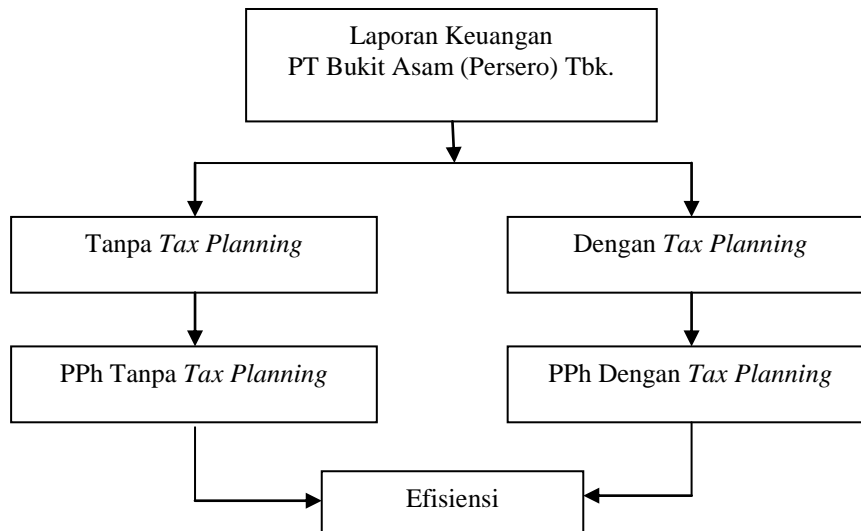 Laporan Keuangan
PT Bukit Asam (Persero) Tbk.
Tanpa Tax Planning
Dengan Tax Planning
PPh Tanpa Tax Planning
PPh Dengan Tax Planning
Efisiensi